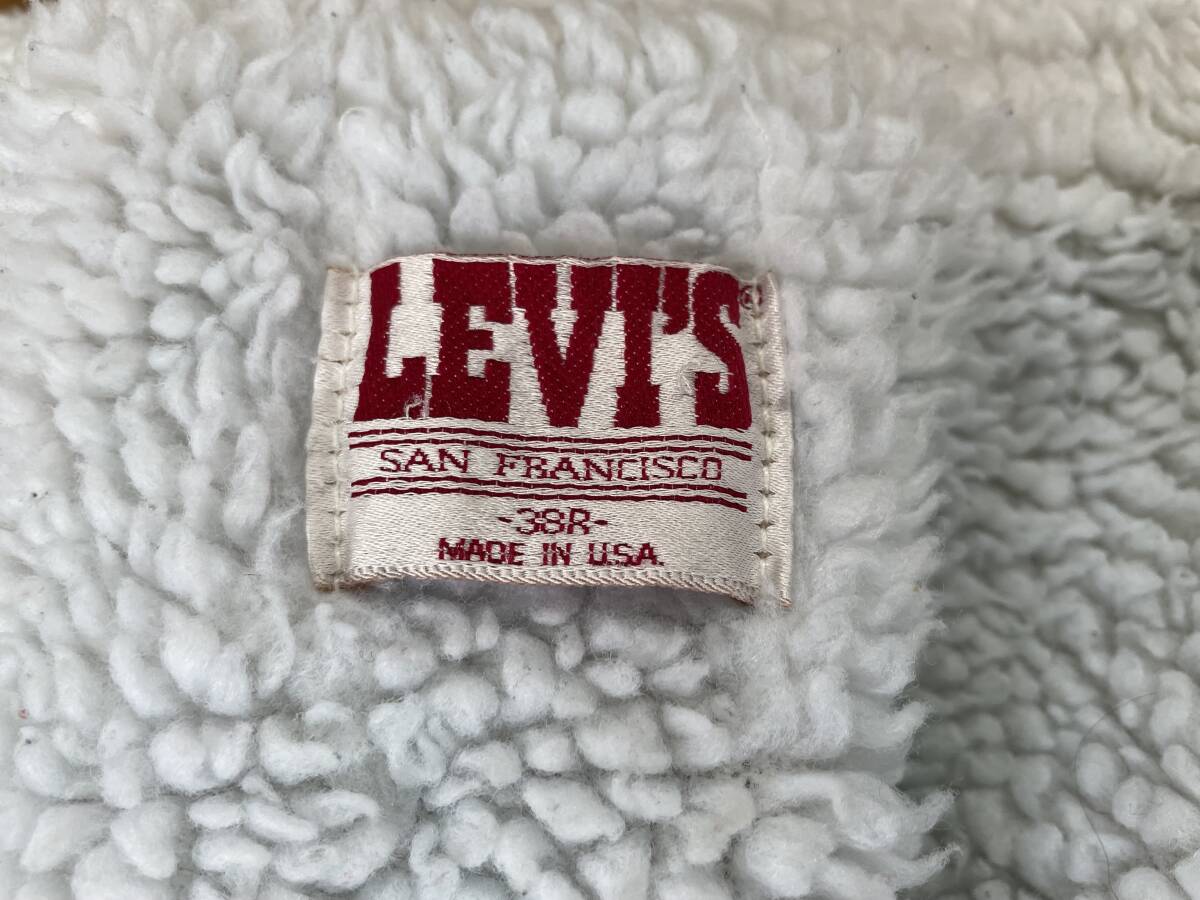 LEVI'S®
SAN FRANCISCO
-38R-
MADE IN U.S.A.